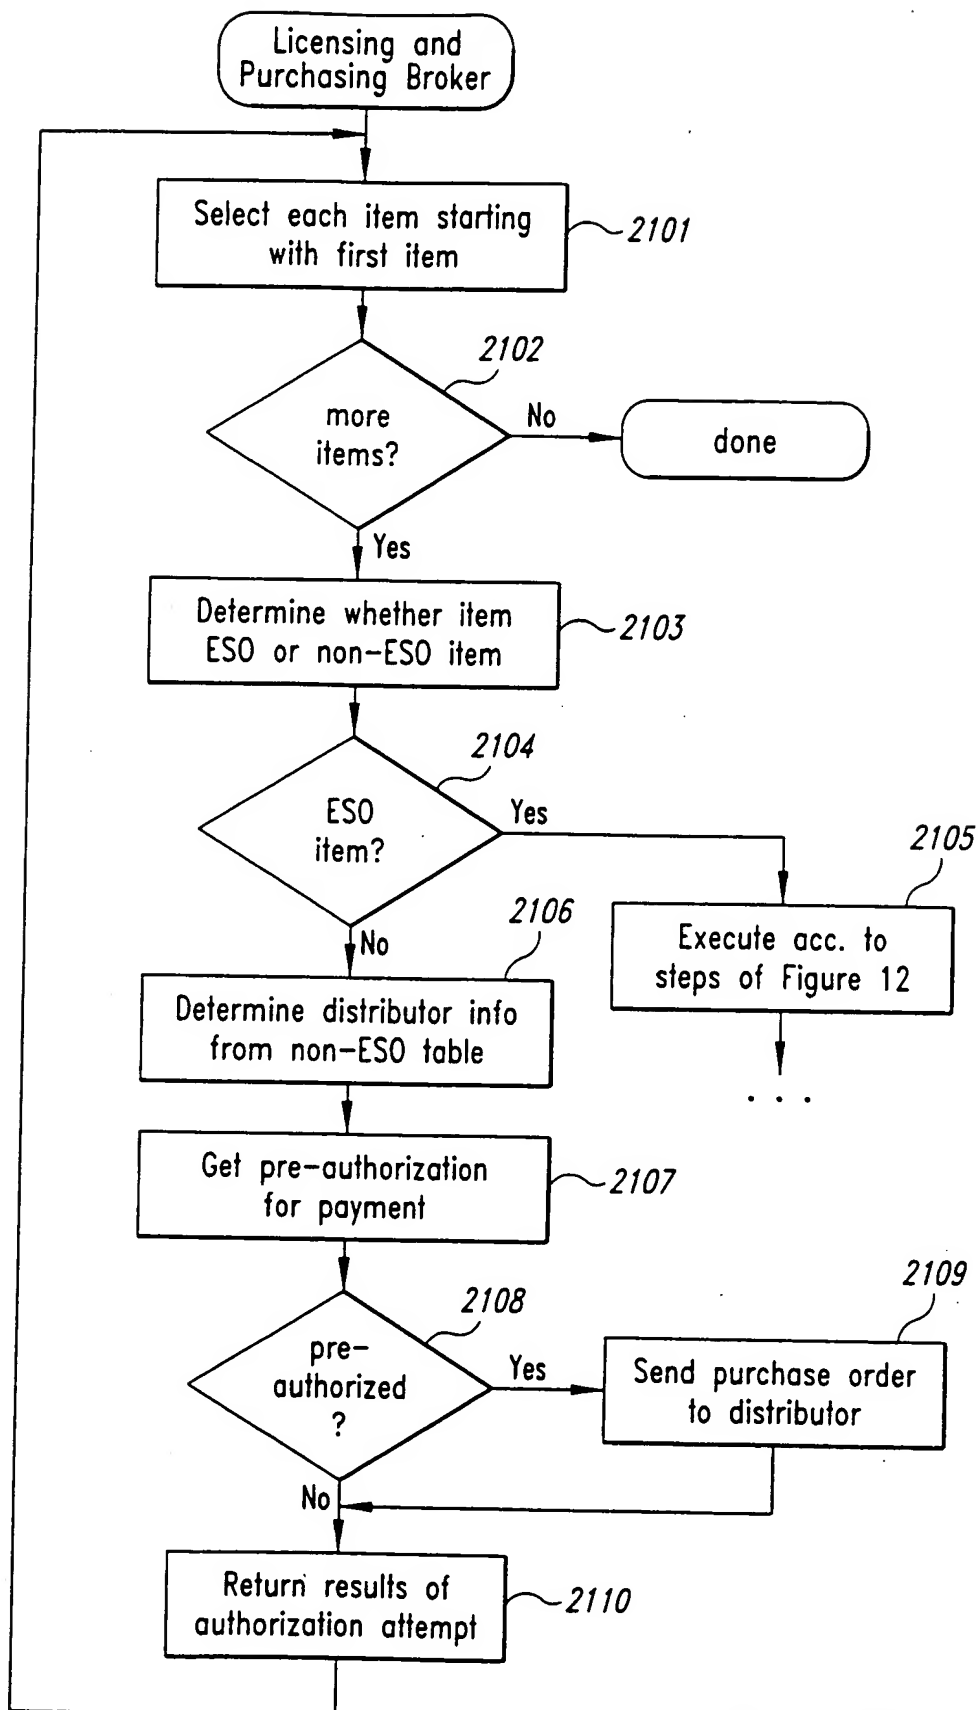 Licensing and
Purchasing Broker
Select each item starting
with first item
2101
2102
more
items?
No
done
Yes
Determine whether item
ESO or non-ESO item
2103
2104
ESO
item?
Yes
2105
Execute acc. to
steps of Figure 12
. . .
No
2106
Determine distributor info
from non-ESO table
Get pre-authorization
for payment
2107
2108
pre-
authorized
?
Yes
2109
Send purchase order
to distributor
No
Return results of
authorization attempt
2110